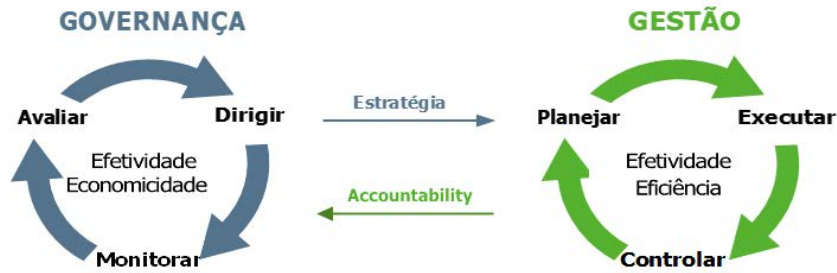 GOVERNANÇA
GESTÃO
Avaliar
Dirigir
Efetividade
Economicidade
Monitorar
Estratégia
Accountability
Planejar
Executar
Efetividade
Eficiência
Controlar